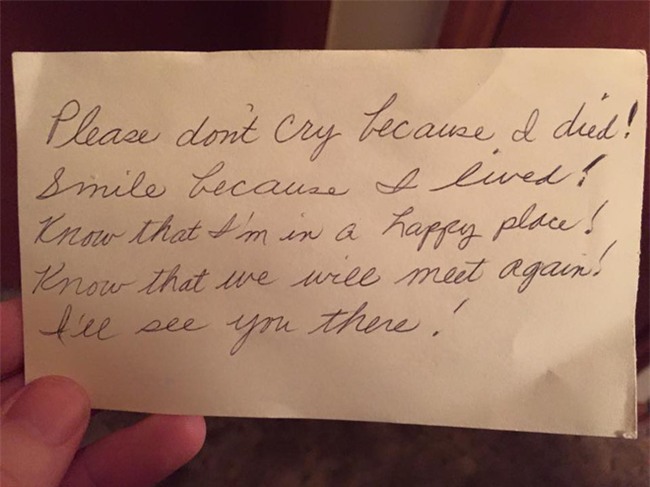 Please don't cry because I died!
Smile because I lived!
Know that I'm in a happy place!
Know that we will meet again!
I'll see you there!